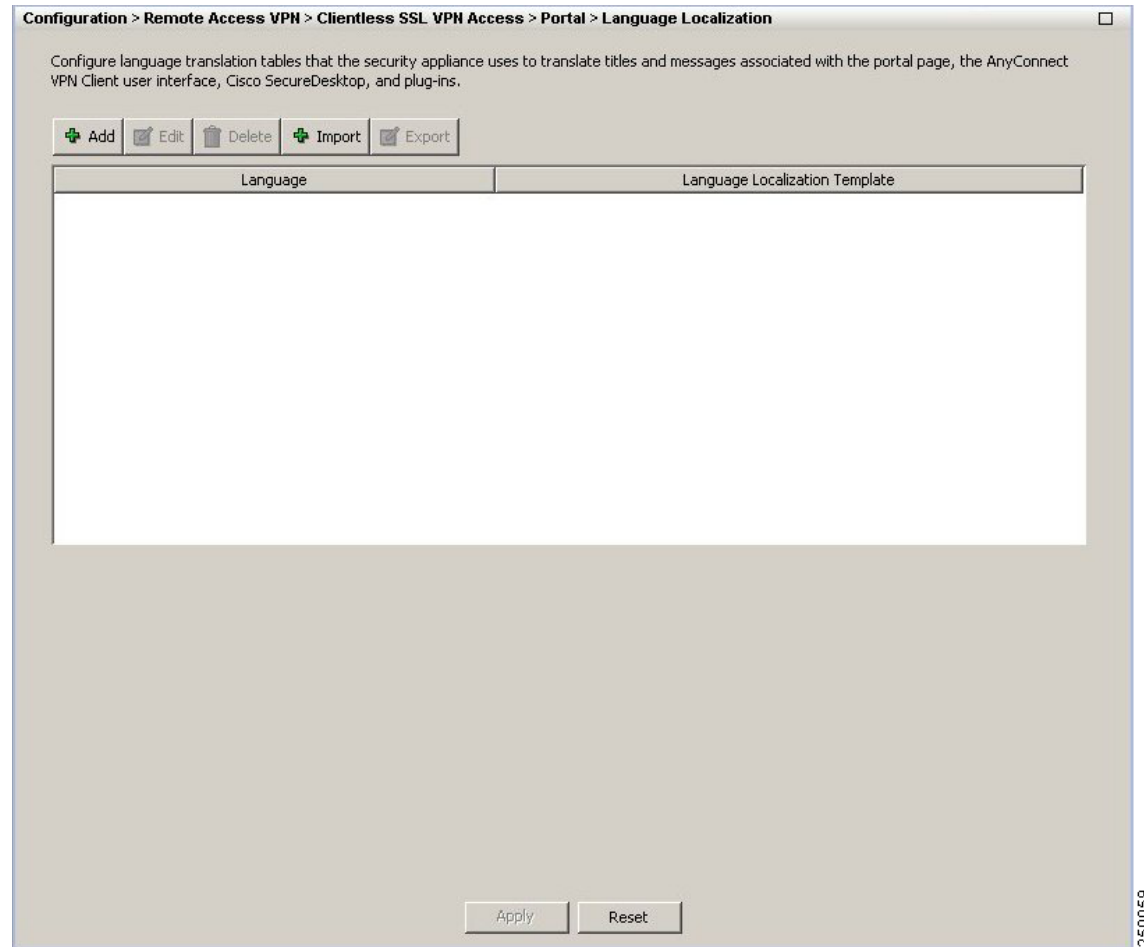 Configuration > Remote Access VPN > Clientless SSL VPN Access > Portal > Language Localization
Configure language translation tables that the security appliance uses to translate titles and messages associated with the portal page, the AnyConnect
VPN Client user interface, Cisco SecureDesktop, and plug-ins.
Add Edit Delete Import Export
Language Language Localization Template
Apply Reset